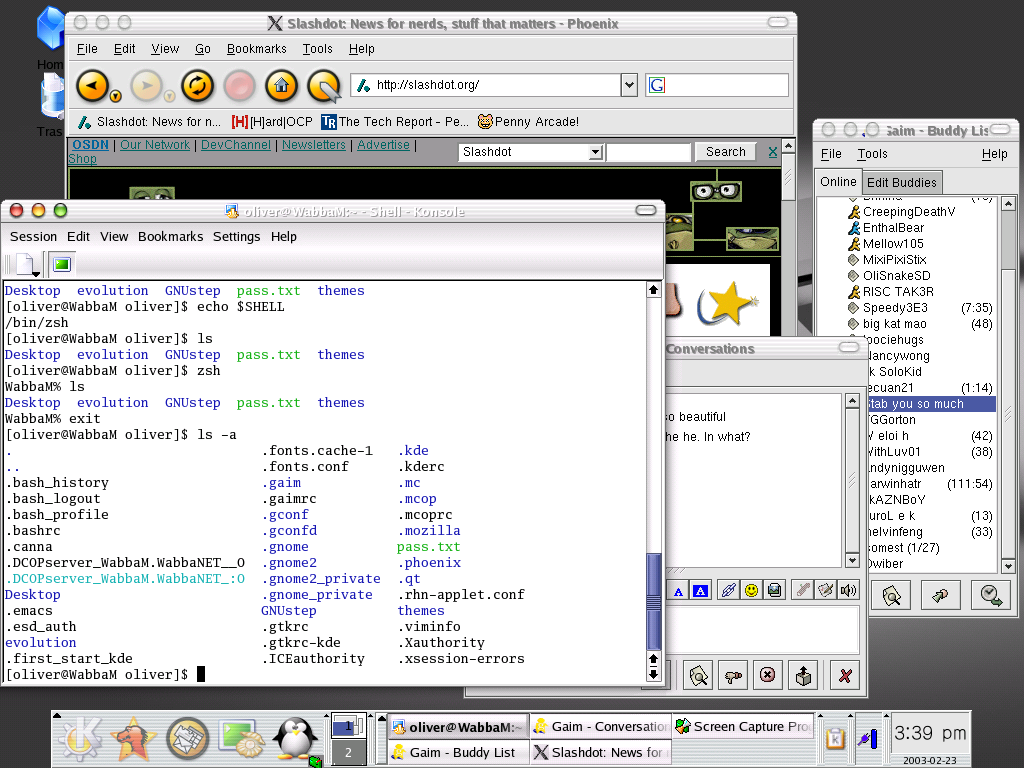 Slashdot: News for nerds, stuff that matters - Phoenix
File Edit View Go Bookmarks Tools Help
http://slashdot.org/
Slashdot: News for n... [H]ard|OCP The Tech Report - Pe... Penny Arcade!
OSDN | Our Network | DevChannel | Newsletters | Advertise |
Shop
Slashdot Search X
Gaim - Buddy Lis
File Tools Help
Online Edit Buddies
CreepingDeathV
EnthalBear
Mellow105
MixiPixiStix
OliSnakeSD
RISC TAK3R
Speedy3E3 (7:35)
big kat mao (48)
oociehugs
Nancywong
k SoloKid
ecuan21 (1:14)
Stab you so much
TGGorton
V eloi h (42)
WithLuv01 (38)
andynigguwen
arwinhatr (111:54)
kAZNBoY
uroL e k (13)
helvinfeng (33)
somest (1/27)
Dwiber
oliver@WabbaM:~ - Shell - Konsole
Session Edit View Bookmarks Settings Help
Desktop evolution GNUstep pass.txt themes
[oliver@WabbaM oliver]$ echo $SHELL
/bin/zsh
[oliver@WabbaM oliver]$ ls
Desktop evolution GNUstep pass.txt themes
[oliver@WabbaM oliver]$ zsh
WabbaM% ls
Desktop evolution GNUstep pass.txt themes
WabbaM% exit
[oliver@WabbaM oliver]$ ls -a
. .fonts.cache-1 .kde
.. .fonts.conf .kderc
.bash_history .gaim .mc
.bash_logout .gaimrc .mcop
.bash_profile .gconf .mcoprc
.bashrc .gconfd .mozilla
.canna .gnome pass.txt
.DCOPserver_WabbaM.WabbaNET__0 .gnome2 .phoenix
.DCOPserver_WabbaM.WabbaNET_:0 .gnome2_private .qt
Desktop .gnome_private .rhn-applet.conf
.emacs GNUstep themes
.esd_auth .gtkrc .viminfo
evolution .gtkrc-kde .Xauthority
.first_start_kde .ICEauthority .xsession-errors
[oliver@WabbaM oliver]$
Conversations
so beautiful
he he. In what?
Hom
Tras
1
2
oliver@WabbaM:~ Gaim - Conversation Screen Capture Pro
Gaim - Buddy List Slashdot: News for
3:39 pm
2003-02-23